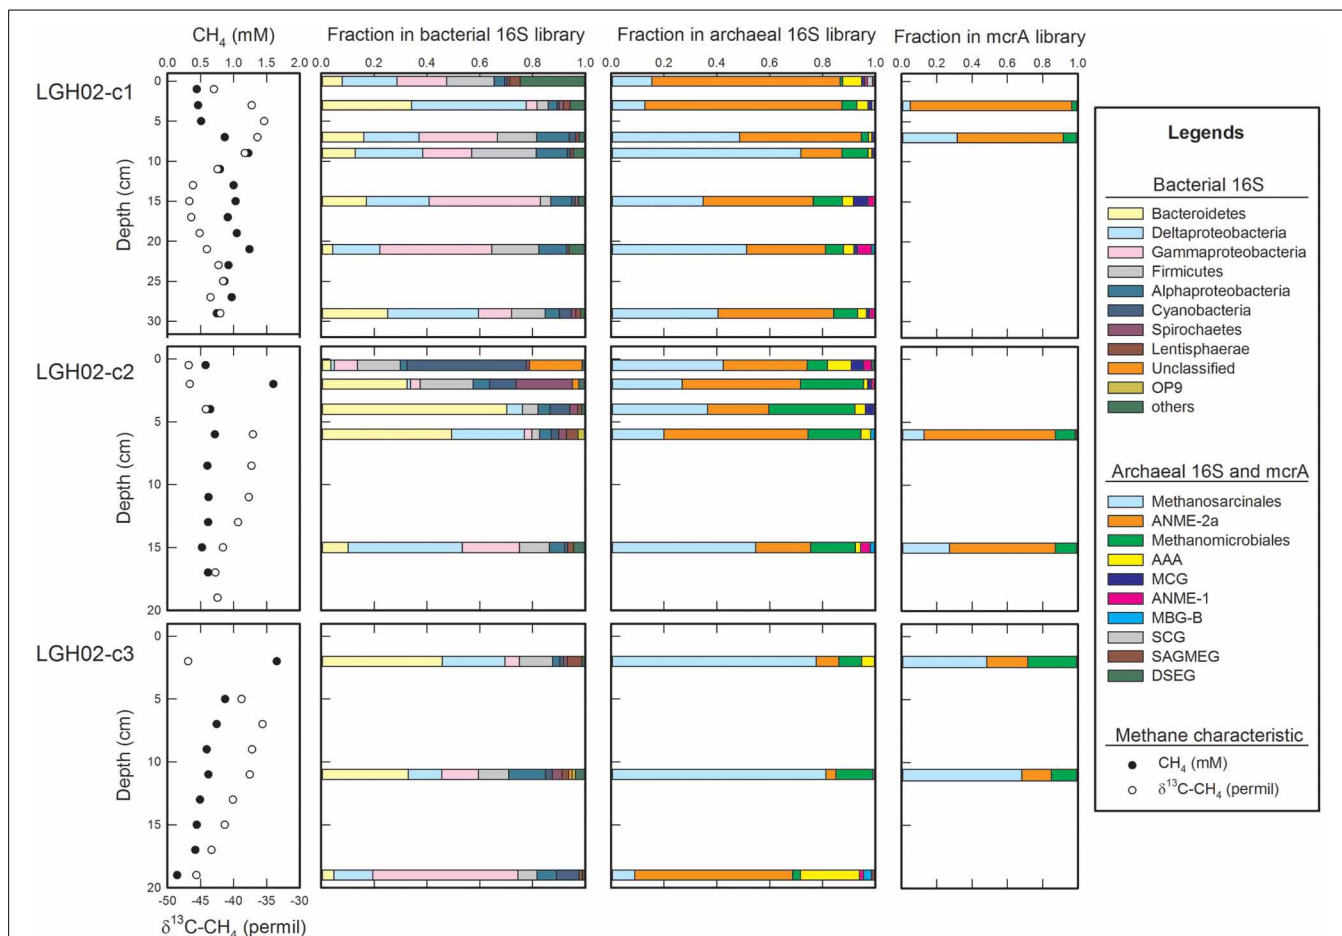 CH4 (mM)
Fraction in bacterial 16S library
Fraction in archaeal 16S library
Fraction in mcrA library
0.0 0.5 1.0 1.5 2.0
0.0 0.2 0.4 0.6 0.8 1.0
0.0 0.2 0.4 0.6 0.8 1.0
0.0 0.2 0.4 0.6 0.8 1.0
LGH02-c1
Depth (cm)
0
5
10
15
20
25
30
LGH02-c2
Depth (cm)
0
5
10
15
20
LGH02-c3
Depth (cm)
0
5
10
15
20
-50 -45 -40 -35 -30
δ13C-CH4 (permil)
Legends
Bacterial 16S
Bacteroidetes
Deltaproteobacteria
Gammaproteobacteria
Firmicutes
Alphaproteobacteria
Cyanobacteria
Spirochaetes
Lentisphaerae
Unclassified
OP9
others
Archaeal 16S and mcrA
Methanosarcinales
ANME-2a
Methanomicrobiales
AAA
MCG
ANME-1
MBG-B
SCG
SAGMEG
DSEG
Methane characteristic
CH4 (mM)
δ13C-CH4 (permil)